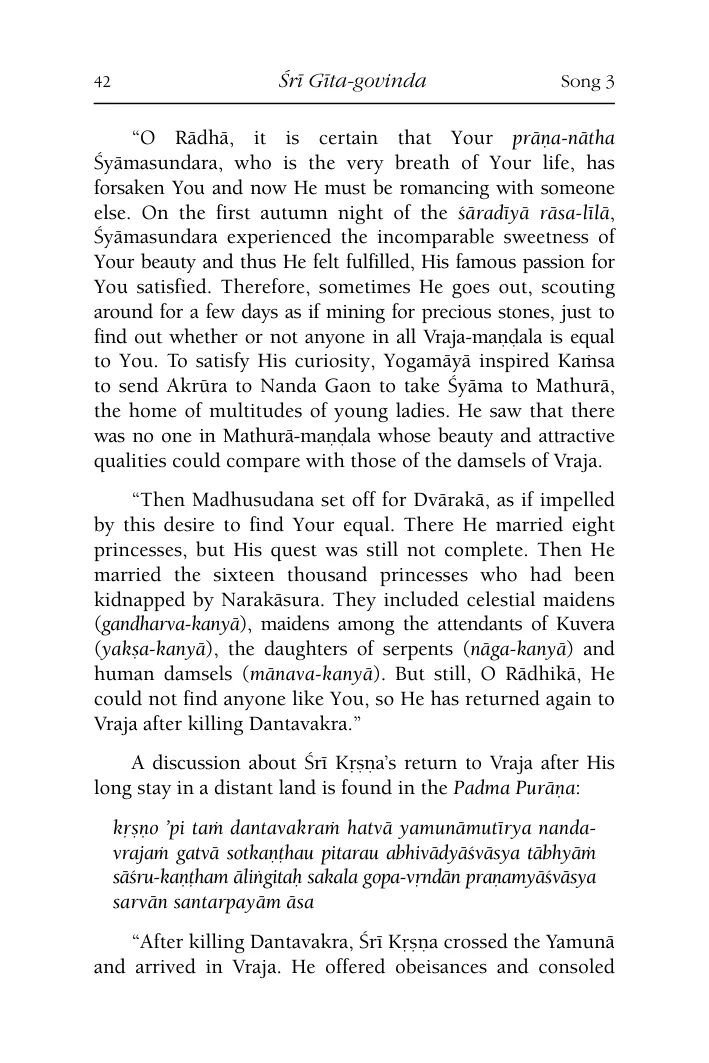 42 Śrī Gīta-govinda Song 3
“O Rādhā, it is certain that Your prāṇa-nātha
Śyāmasundara, who is the very breath of Your life, has
forsaken You and now He must be romancing with someone
else. On the first autumn night of the śāradīyā rāsa-līlā,
Śyāmasundara experienced the incomparable sweetness of
Your beauty and thus He felt fulfilled, His famous passion for
You satisfied. Therefore, sometimes He goes out, scouting
around for a few days as if mining for precious stones, just to
find out whether or not anyone in all Vraja-maṇḍala is equal
to You. To satisfy His curiosity, Yogamāyā inspired Kaṁsa
to send Akrūra to Nanda Gaon to take Śyāma to Mathurā,
the home of multitudes of young ladies. He saw that there
was no one in Mathurā-maṇḍala whose beauty and attractive
qualities could compare with those of the damsels of Vraja.
“Then Madhusudana set off for Dvārakā, as if impelled
by this desire to find Your equal. There He married eight
princesses, but His quest was still not complete. Then He
married the sixteen thousand princesses who had been
kidnapped by Narakāsura. They included celestial maidens
(gandharva-kanyā), maidens among the attendants of Kuvera
(yakṣa-kanyā), the daughters of serpents (nāga-kanyā) and
human damsels (mānava-kanyā). But still, O Rādhikā, He
could not find anyone like You, so He has returned again to
Vraja after killing Dantavakra.”
A discussion about Śrī Kṛṣṇa’s return to Vraja after His
long stay in a distant land is found in the Padma Purāṇa:
kṛṣṇo ’pi taṁ dantavakraṁ hatvā yamunāmutīrya nanda-
vrajaṁ gatvā sotkaṇṭhau pitarau abhivādyāśvāsya tābhyāṁ
sāśru-kaṇṭham āliṅgitaḥ sakala gopa-vṛndān praṇamyāśvāsya
sarvān santarpayām āsa
“After killing Dantavakra, Śrī Kṛṣṇa crossed the Yamunā
and arrived in Vraja. He offered obeisances and consoled